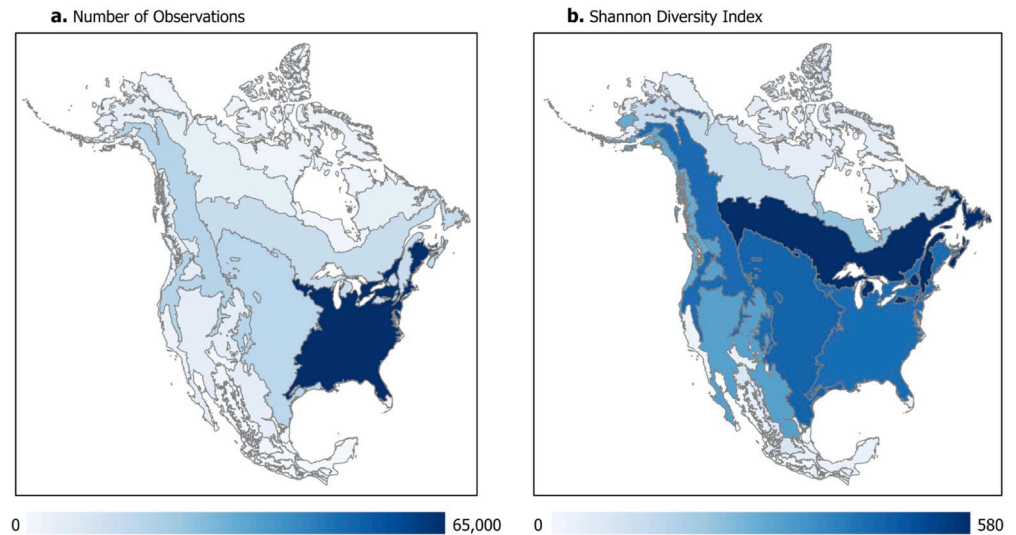 a. Number of Observations
b. Shannon Diversity Index
0
65,000
0
580